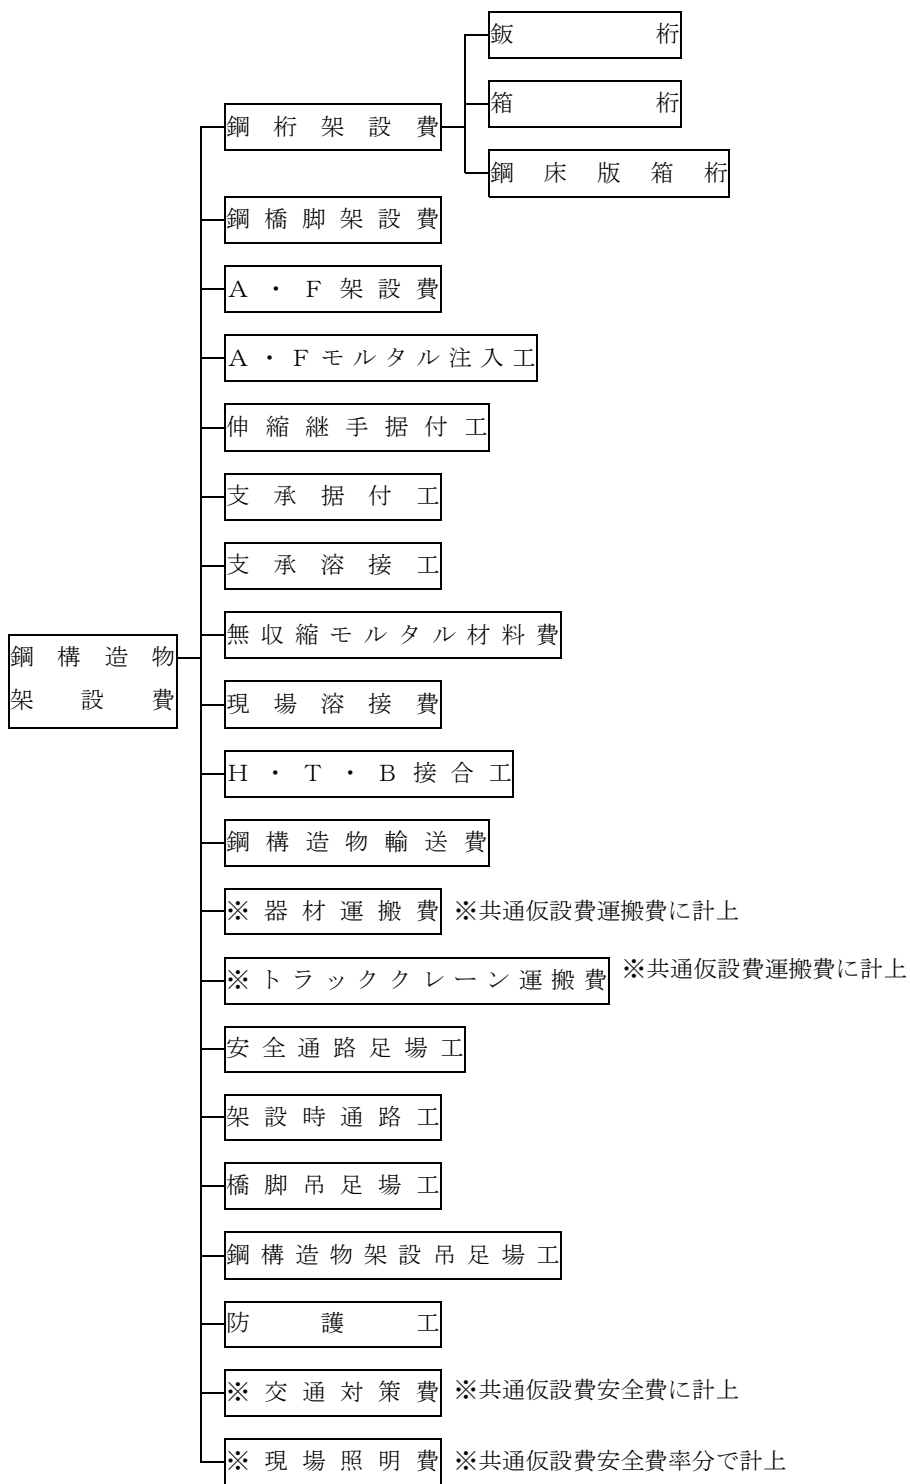 鈑桁
箱桁
鋼桁架設費
鋼床版箱桁
鋼橋脚架設費
A・F架設費
A・Fモルタル注入工
伸縮継手据付工
支承据付工
支承溶接工
無収縮モルタル材料費
鋼構造物
架設費
現場溶接費
H・T・B接合工
鋼構造物輸送費
※器材運搬費 ※共通仮設費運搬費に計上
※トラッククレーン運搬費 ※共通仮設費運搬費に計上
安全通路足場工
架設時通路工
橋脚吊足場工
鋼構造物架設吊足場工
防護工
※交通対策費 ※共通仮設費安全費に計上
※現場照明費 ※共通仮設費安全費率分で計上